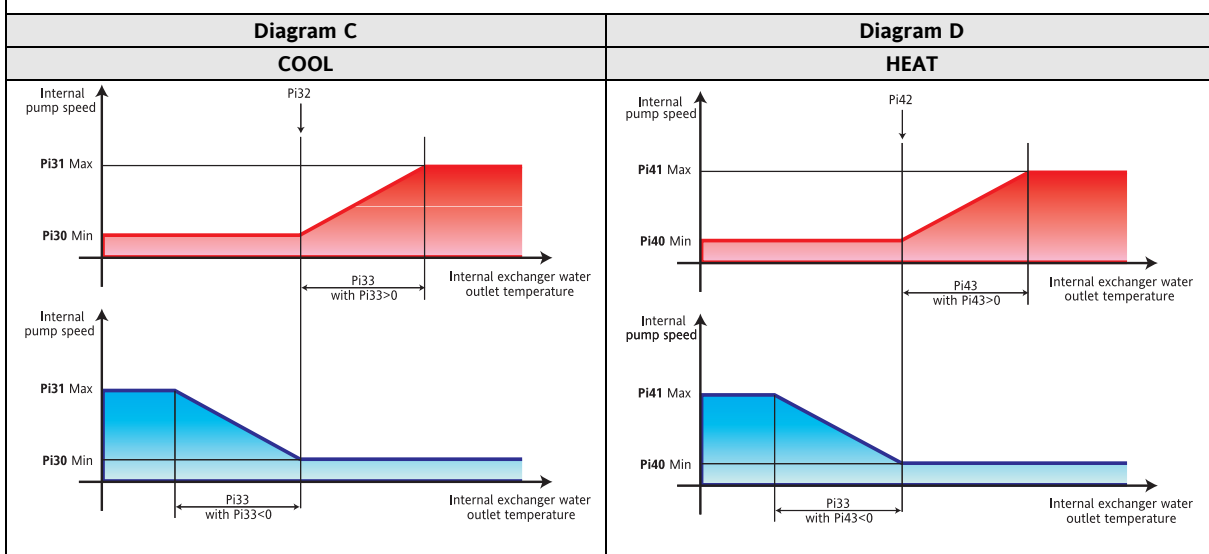 Diagram C
Diagram D
COOL
HEAT
Internal
pump speed
Pi32
Pi31 Max
Pi30 Min
Pi33
with Pi33>0
Internal exchanger water
outlet temperature
Internal
pump speed
Pi31 Max
Pi30 Min
Pi33
with Pi33<0
Internal exchanger water
outlet temperature
Internal
pump speed
Pi42
Pi41 Max
Pi40 Min
Pi43
with Pi43>0
Internal exchanger water
outlet temperature
Internal
pump speed
Pi41 Max
Pi40 Min
Pi33
with Pi43<0
Internal exchanger water
outlet temperature